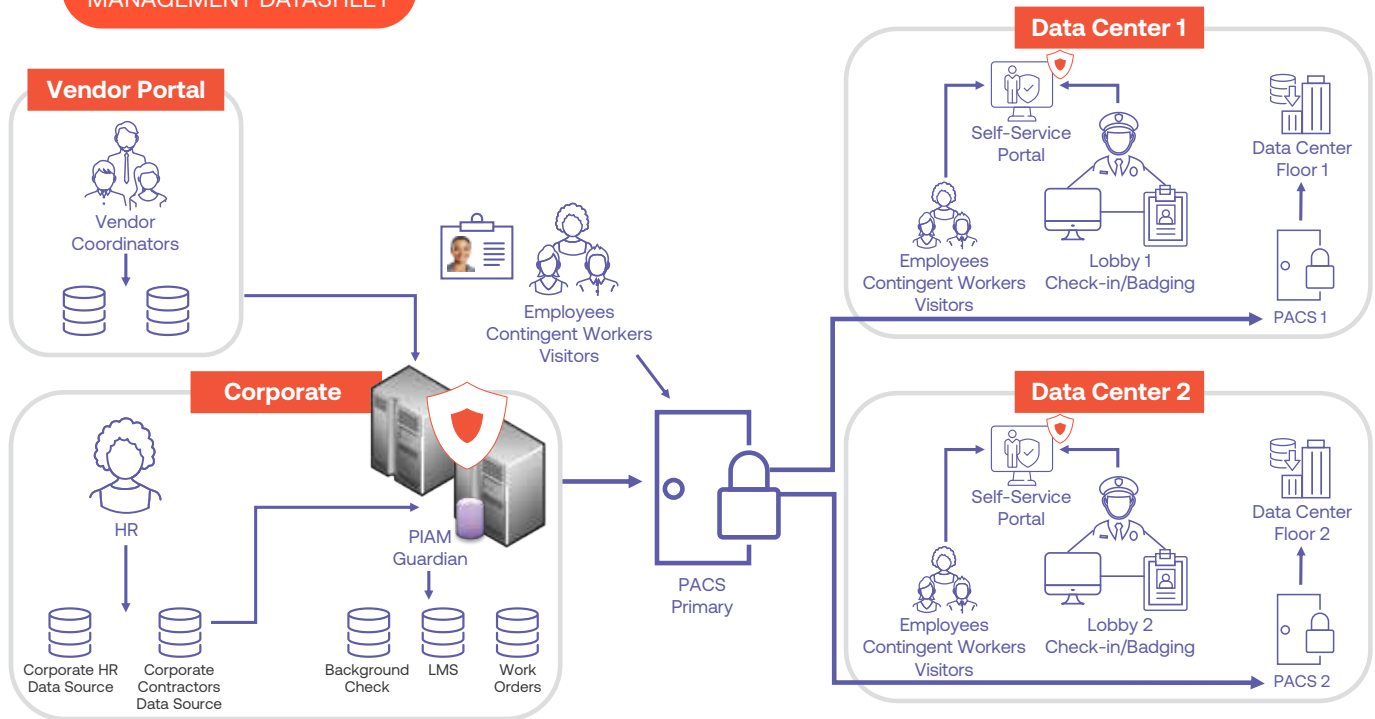 MANAGEMENT DATASHEET
Vendor Portal
Vendor
Coordinators
Corporate
HR
Corporate HR
Data Source
Corporate
Contractors
Data Source
PIAM
Guardian
Background
Check
LMS
Work
Orders
Employees
Contingent Workers
Visitors
PACS
Primary
Data Center 1
Self-Service
Portal
Employees
Contingent Workers
Visitors
Lobby 1
Check-in/Badging
Data Center
Floor 1
PACS 1
Data Center 2
Self-Service
Portal
Employees
Contingent Workers
Visitors
Lobby 2
Check-in/Badging
Data Center
Floor 2
PACS 2